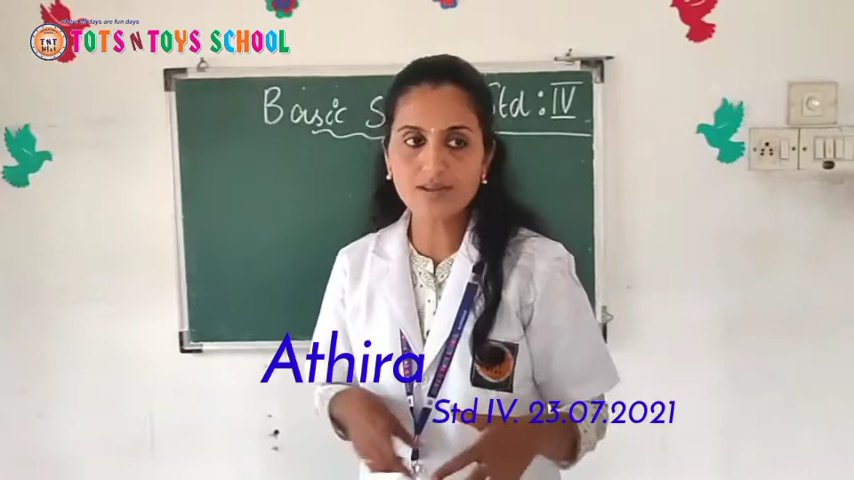 TOTS N TOYS SCHOOL
Basic Std: IV
Athira
Std IV. 23.07.2021